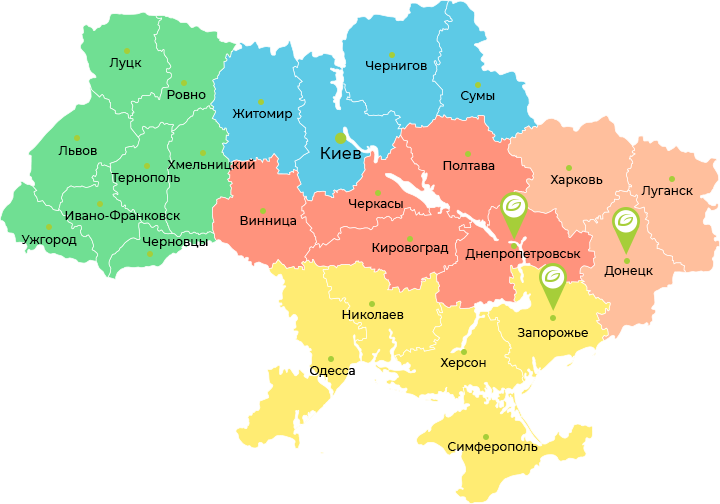 Луцк
Чернигов
Ровно
Сумы
Житомир
Львов
Киев
Хмельницкий
Полтава
Тернополь
Харковь
Луганск
Черкасы
Ивано-Франковск
Винница
Ужгород
Черновцы
Кировоград
Днепропетровськ
Донецк
Николаев
Запорожье
Херсон
Одесса
Симферополь